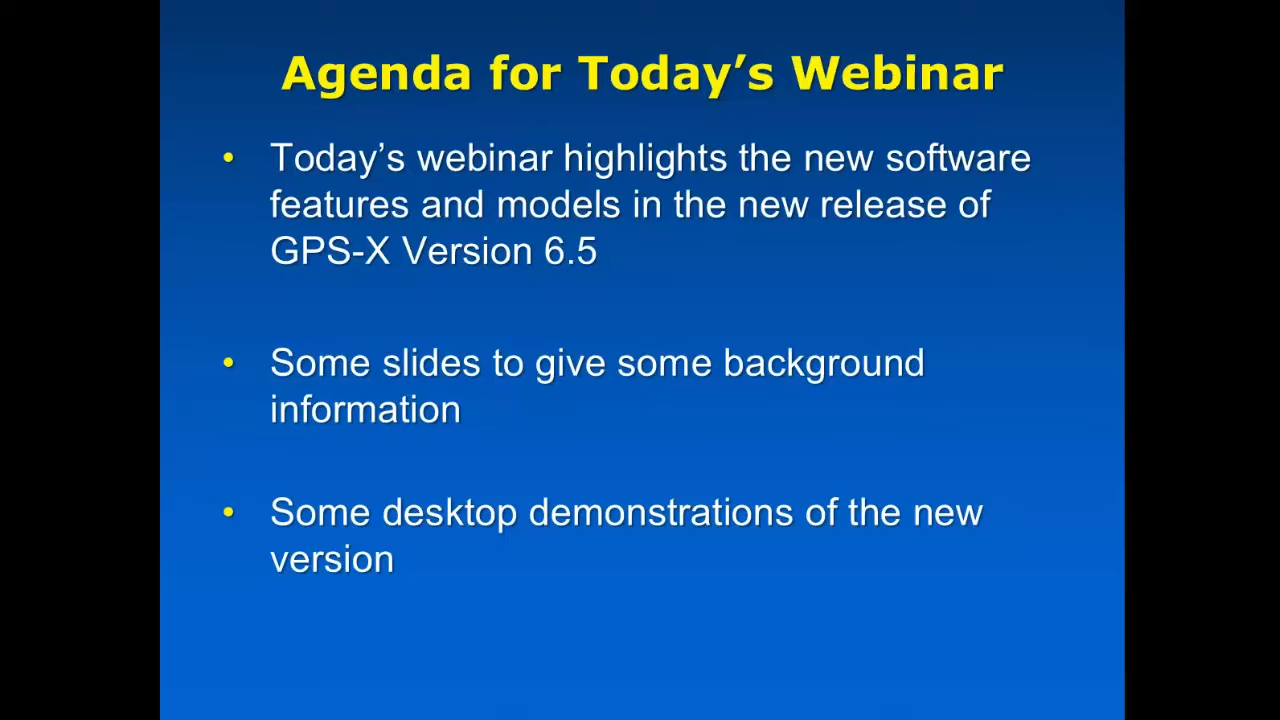 Agenda for Today’s Webinar
• Today’s webinar highlights the new software
features and models in the new release of
GPS-X Version 6.5
• Some slides to give some background
information
• Some desktop demonstrations of the new
version